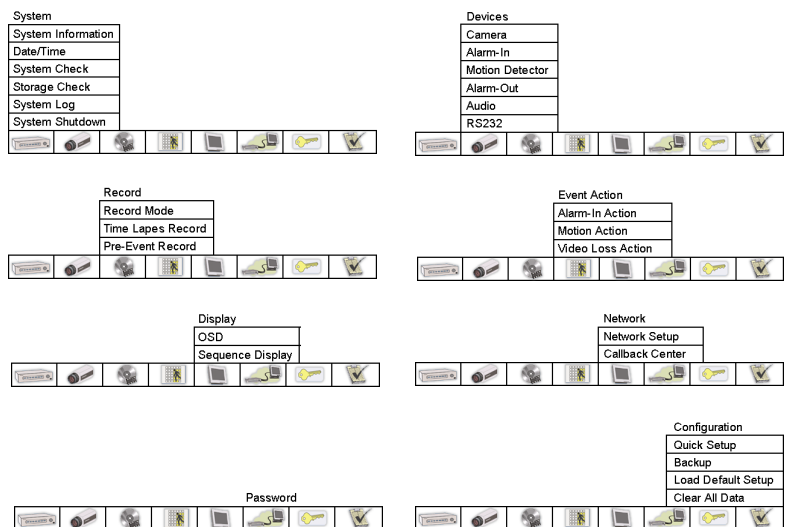 System
System Information
Date/Time
System Check
Storage Check
System Log
System Shutdown
Devices
Camera
Alarm-In
Motion Detector
Alarm-Out
Audio
RS232
Record
Record Mode
Time Lapes Record
Pre-Event Record
Event Action
Alarm-In Action
Motion Action
Video Loss Action
Display
OSD
Sequence Display
Network
Network Setup
Callback Center
Password
Configuration
Quick Setup
Backup
Load Default Setup
Clear All Data